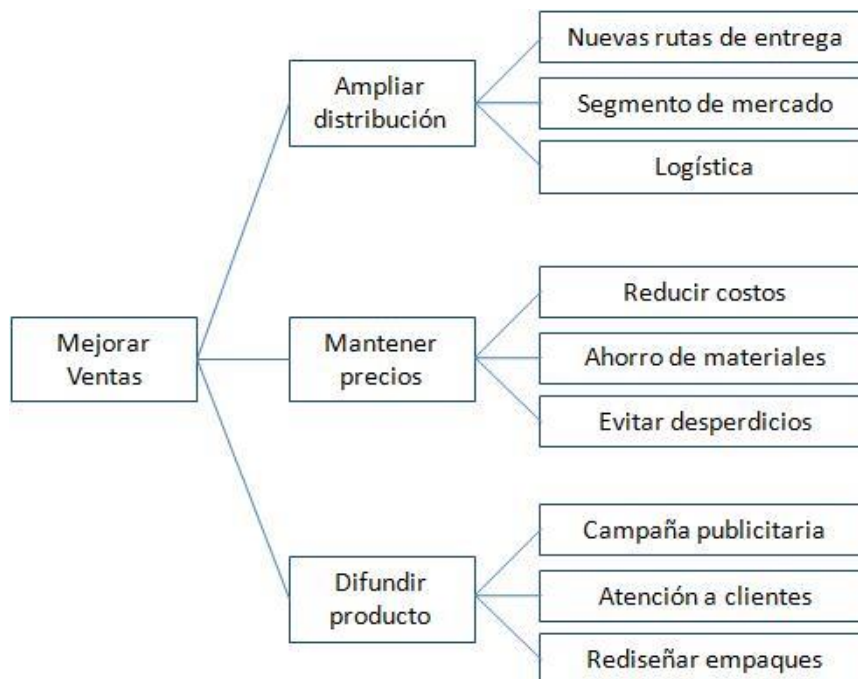 Nuevas rutas de entrega
Ampliar
distribución
Segmento de mercado
Logística
Reducir costos
Mejorar
Ventas
Mantener
precios
Ahorro de materiales
Evitar desperdicios
Campaña publicitaria
Difundir
producto
Atención a clientes
Rediseñar empaques